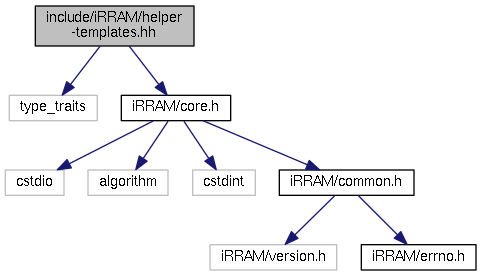 include/iRRAM/helper
-templates.hh
type_traits
iRRAM/core.h
cstdio
algorithm
cstdint
iRRAM/common.h
iRRAM/version.h
iRRAM/errno.h